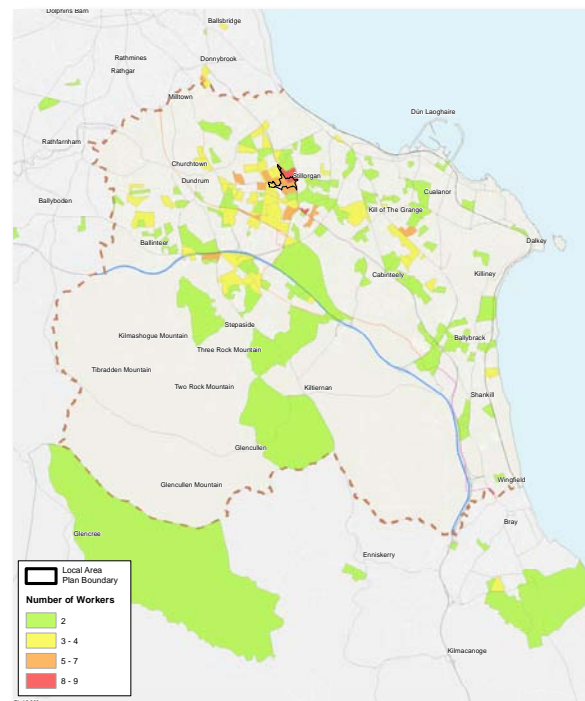 Dolphins Barn
Ballsbridge
Rathmines
Donnybrook
Rathgar
Milltown
Dún Laoghaire
Rathfarnham
Churchtown
Stillorgan
Dundrum
Cualanor
Ballyboden
Kill of The Grange
Ballinteer
Dalkey
Cabinteely
Killiney
Stepaside
Kilmashogue Mountain
Ballybrack
Three Rock Mountain
Tibradden Mountain
Two Rock Mountain
Kiltiernan
Shankill
Glencullen
Wingfield
Glencullen Mountain
Bray
Glencree
Enniskerry
Local Area
Plan Boundary
Number of Workers
2
3 - 4
5 - 7
8 - 9
Kilmacanoge